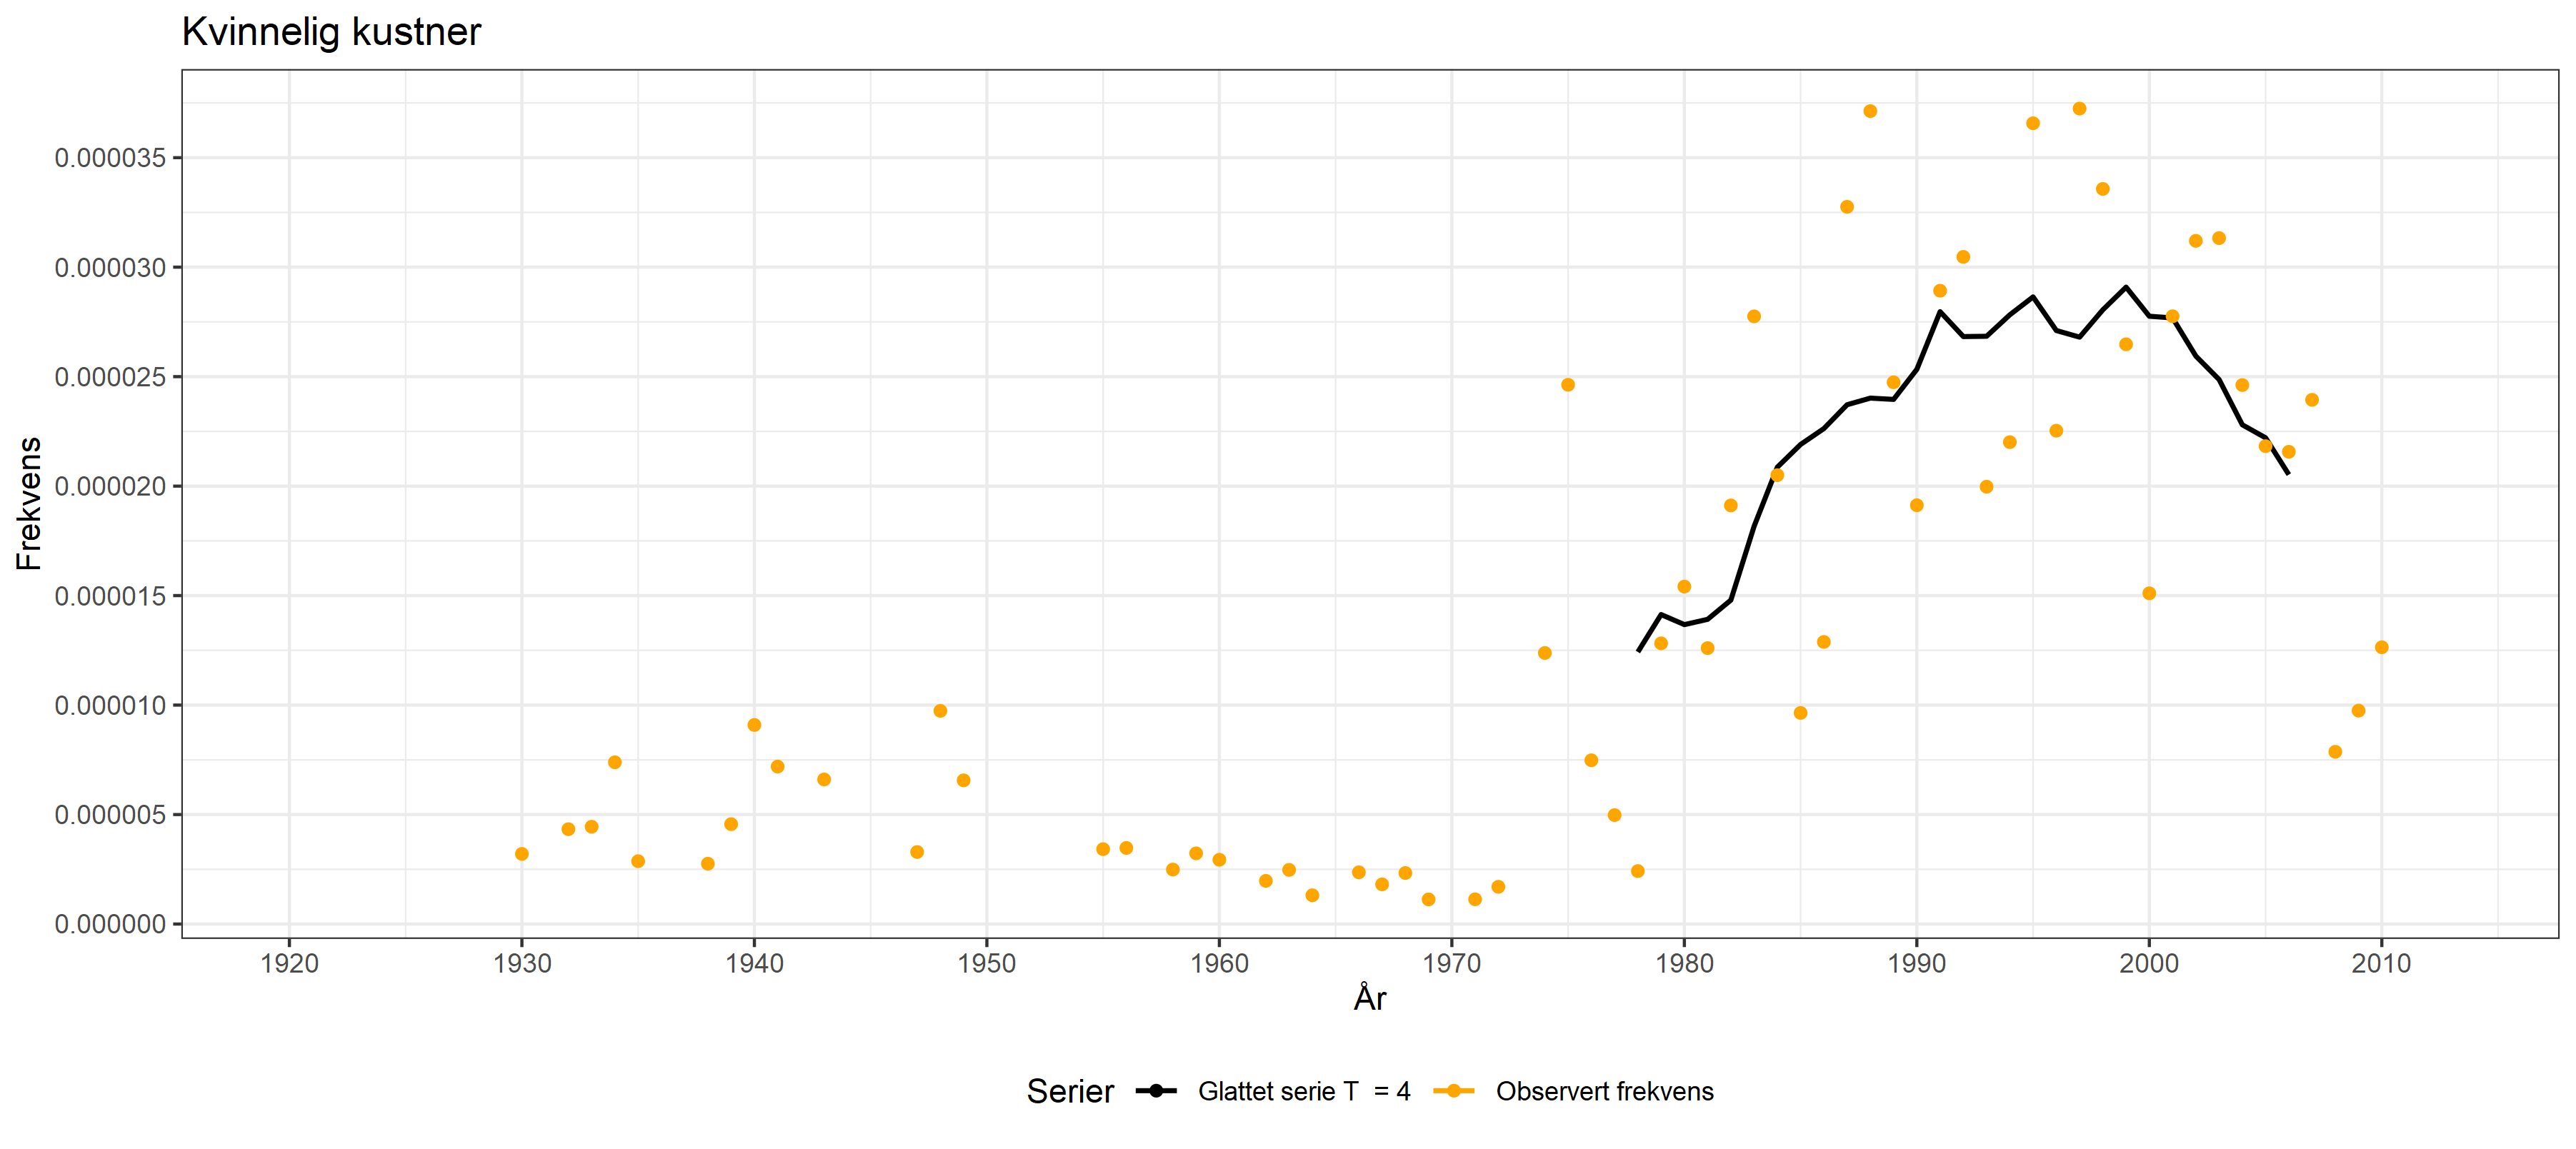 Kvinnelig kustner
Frekvens
0.000035
0.000030
0.000025
0.000020
0.000015
0.000010
0.000005
0.000000
1920 1930 1940 1950 1960 1970 1980 1990 2000 2010
År
Serier Glattet serie T = 4 Observert frekvens